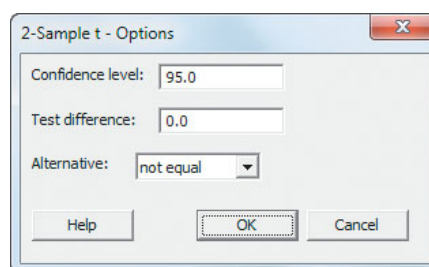 2-Sample t - Options
Confidence level: 95.0
Test difference: 0.0
Alternative: not equal
Help OK Cancel